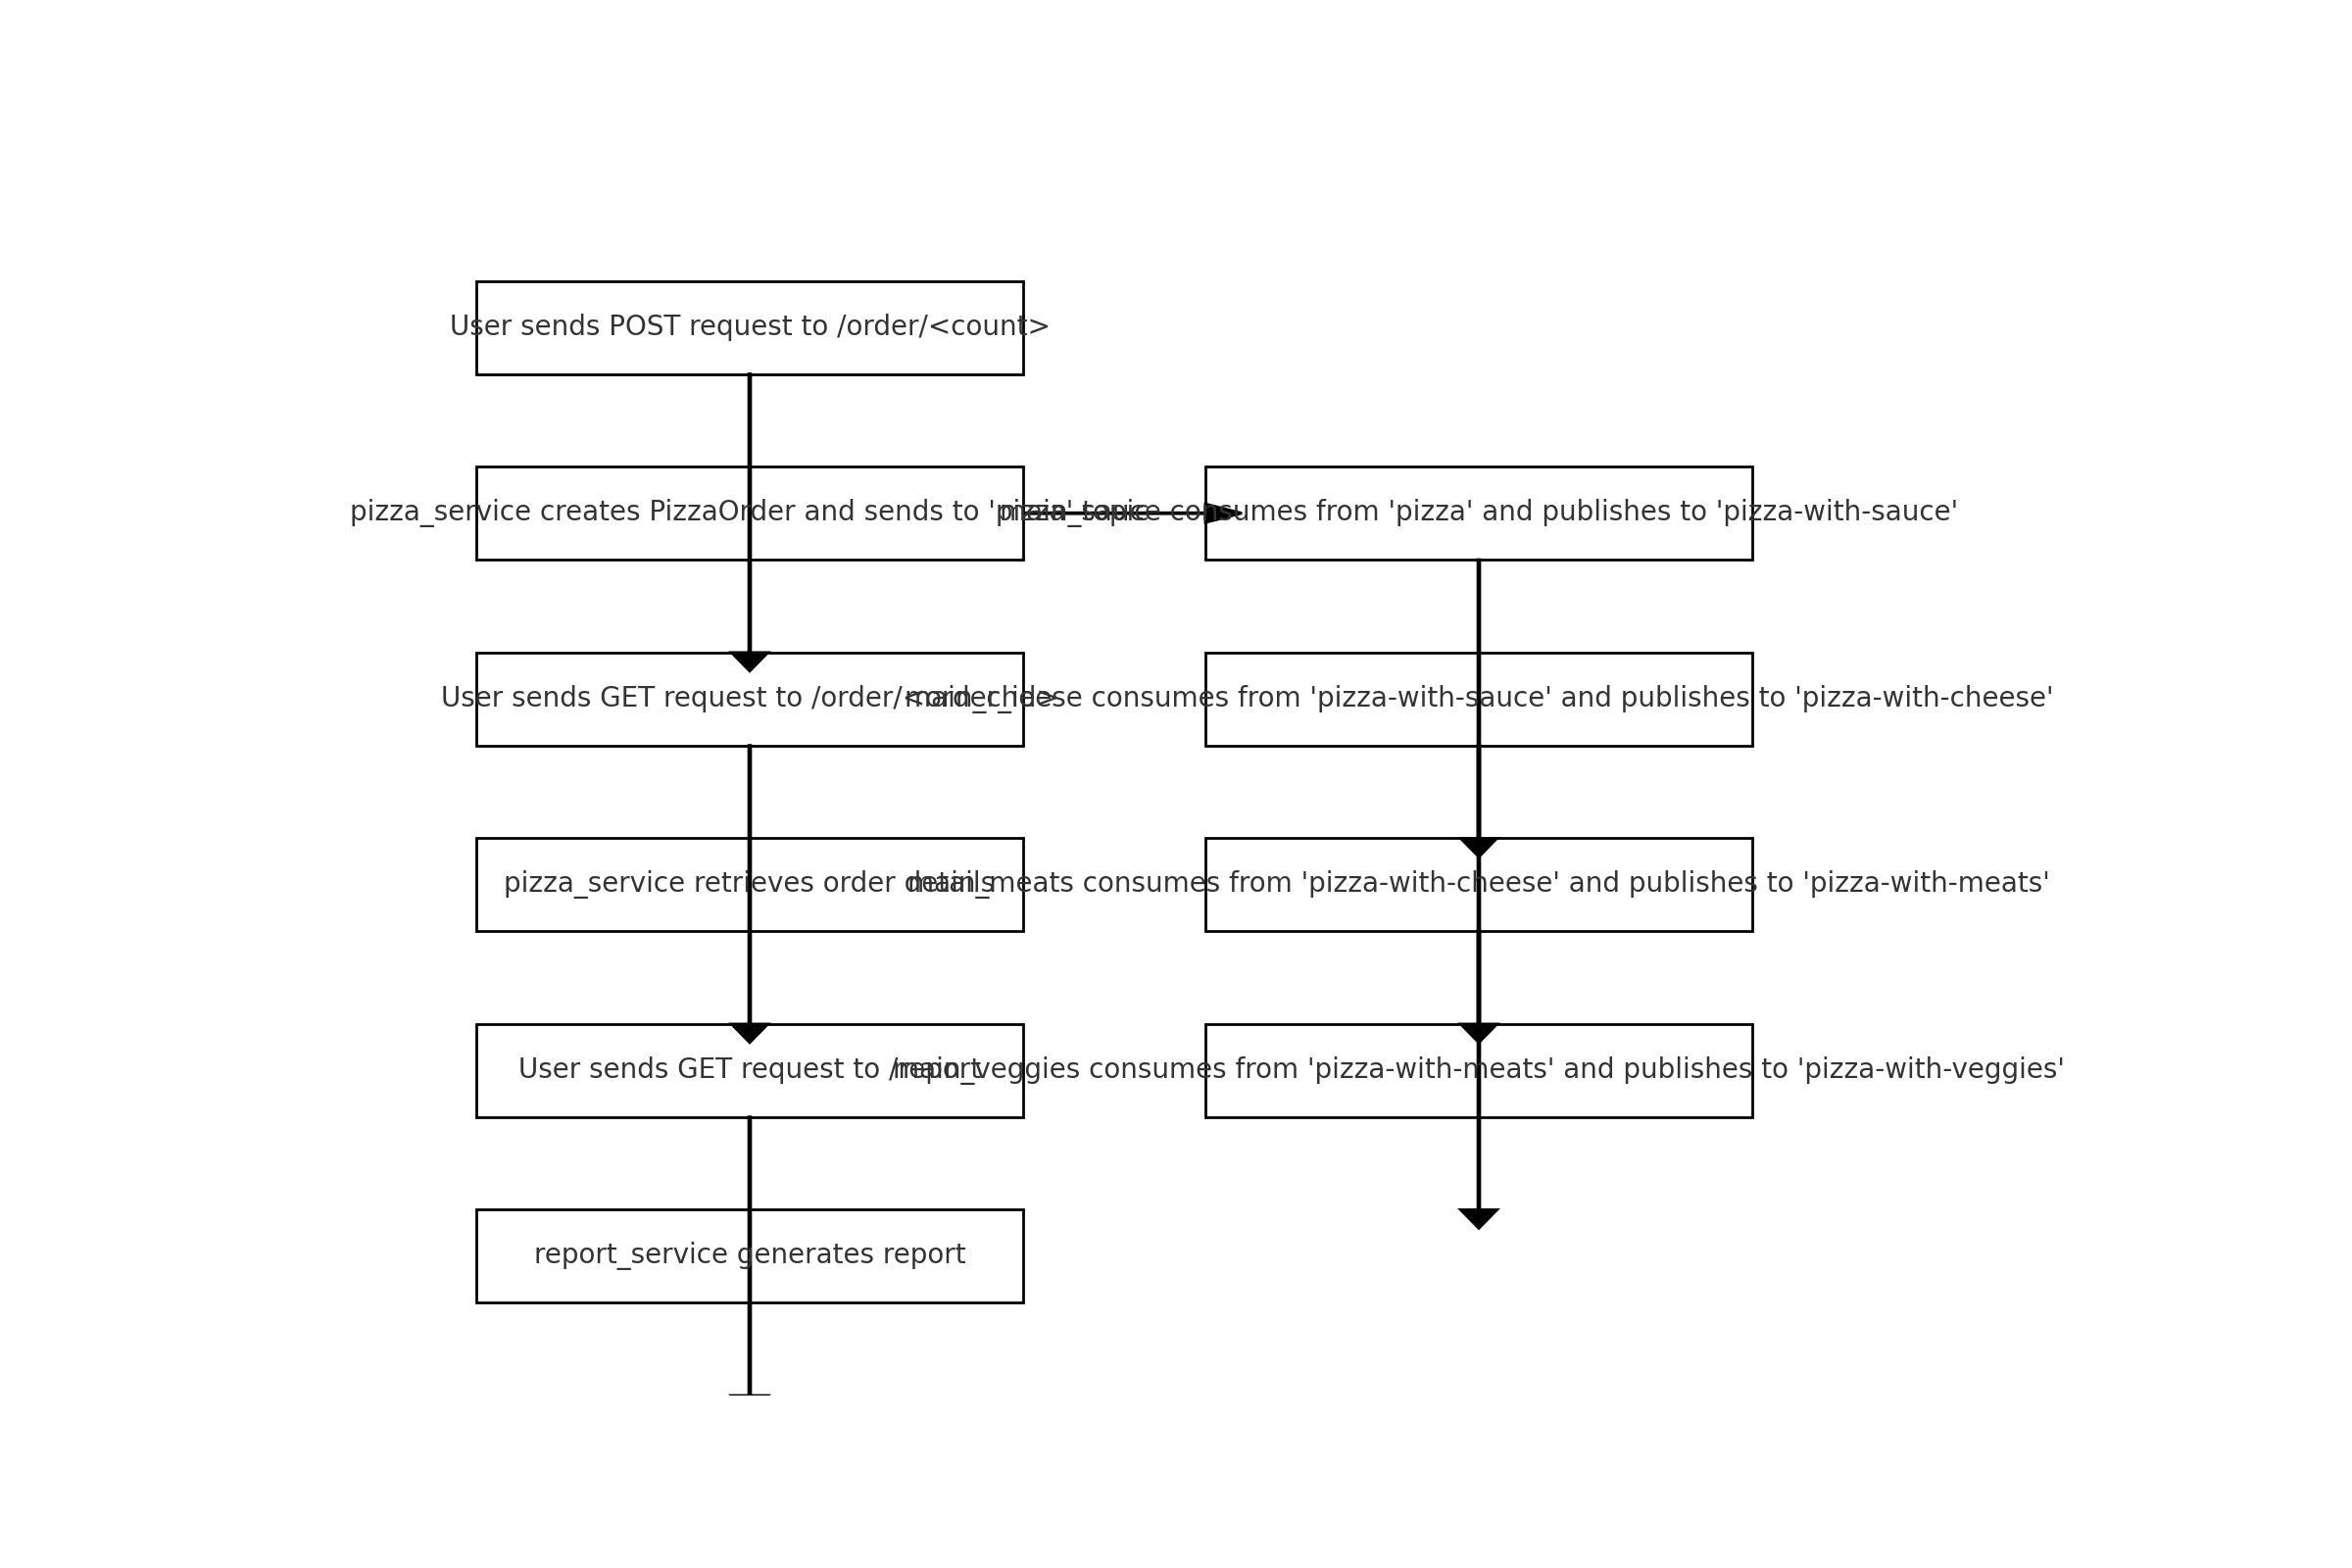 User sends POST request to /order/<count>
pizza_service creates PizzaOrder and sends to 'pizza' topic
main_sauce consumes from 'pizza' and publishes to 'pizza-with-sauce'
User sends GET request to /order/<order_id>
main_cheese consumes from 'pizza-with-sauce' and publishes to 'pizza-with-cheese'
pizza_service retrieves order details
main_meats consumes from 'pizza-with-cheese' and publishes to 'pizza-with-meats'
User sends GET request to /report
main_veggies consumes from 'pizza-with-meats' and publishes to 'pizza-with-veggies'
report_service generates report